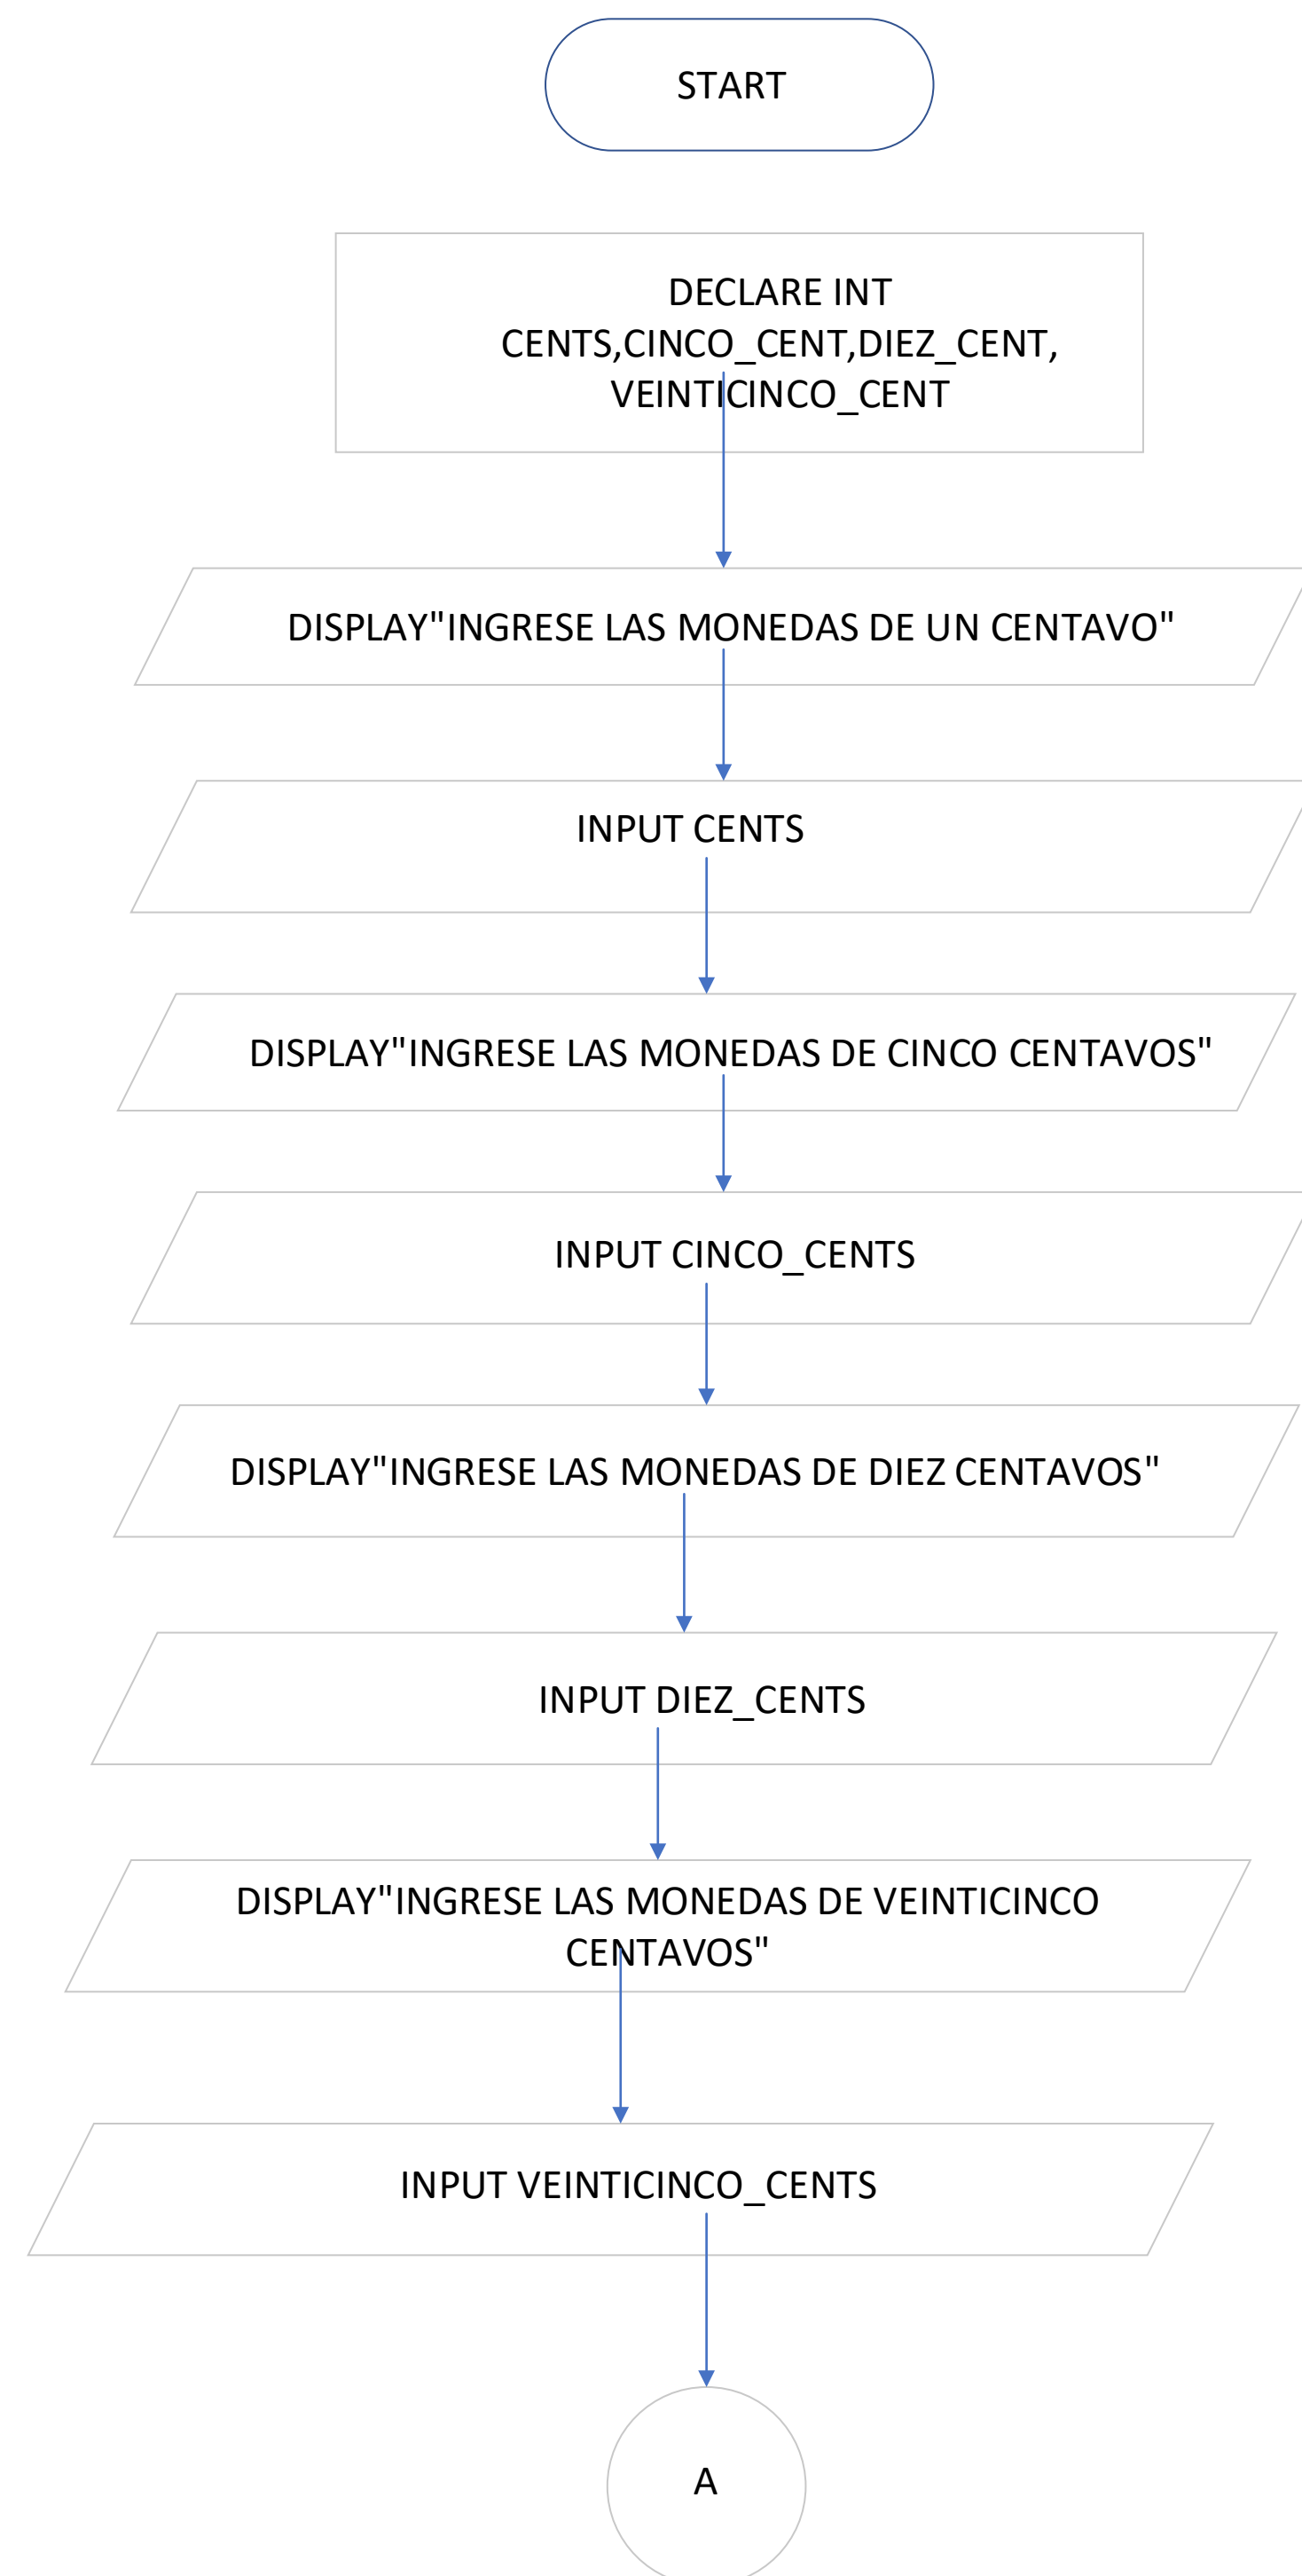 START
DECLARE INT
CENTS,CINCO_CENT,DIEZ_CENT,
VEINTICINCO_CENT
DISPLAY"INGRESE LAS MONEDAS DE UN CENTAVO"
INPUT CENTS
DISPLAY"INGRESE LAS MONEDAS DE CINCO CENTAVOS"
INPUT CINCO_CENTS
DISPLAY"INGRESE LAS MONEDAS DE DIEZ CENTAVOS"
INPUT DIEZ_CENTS
DISPLAY"INGRESE LAS MONEDAS DE VEINTICINCO
CENTAVOS"
INPUT VEINTICINCO_CENTS
A